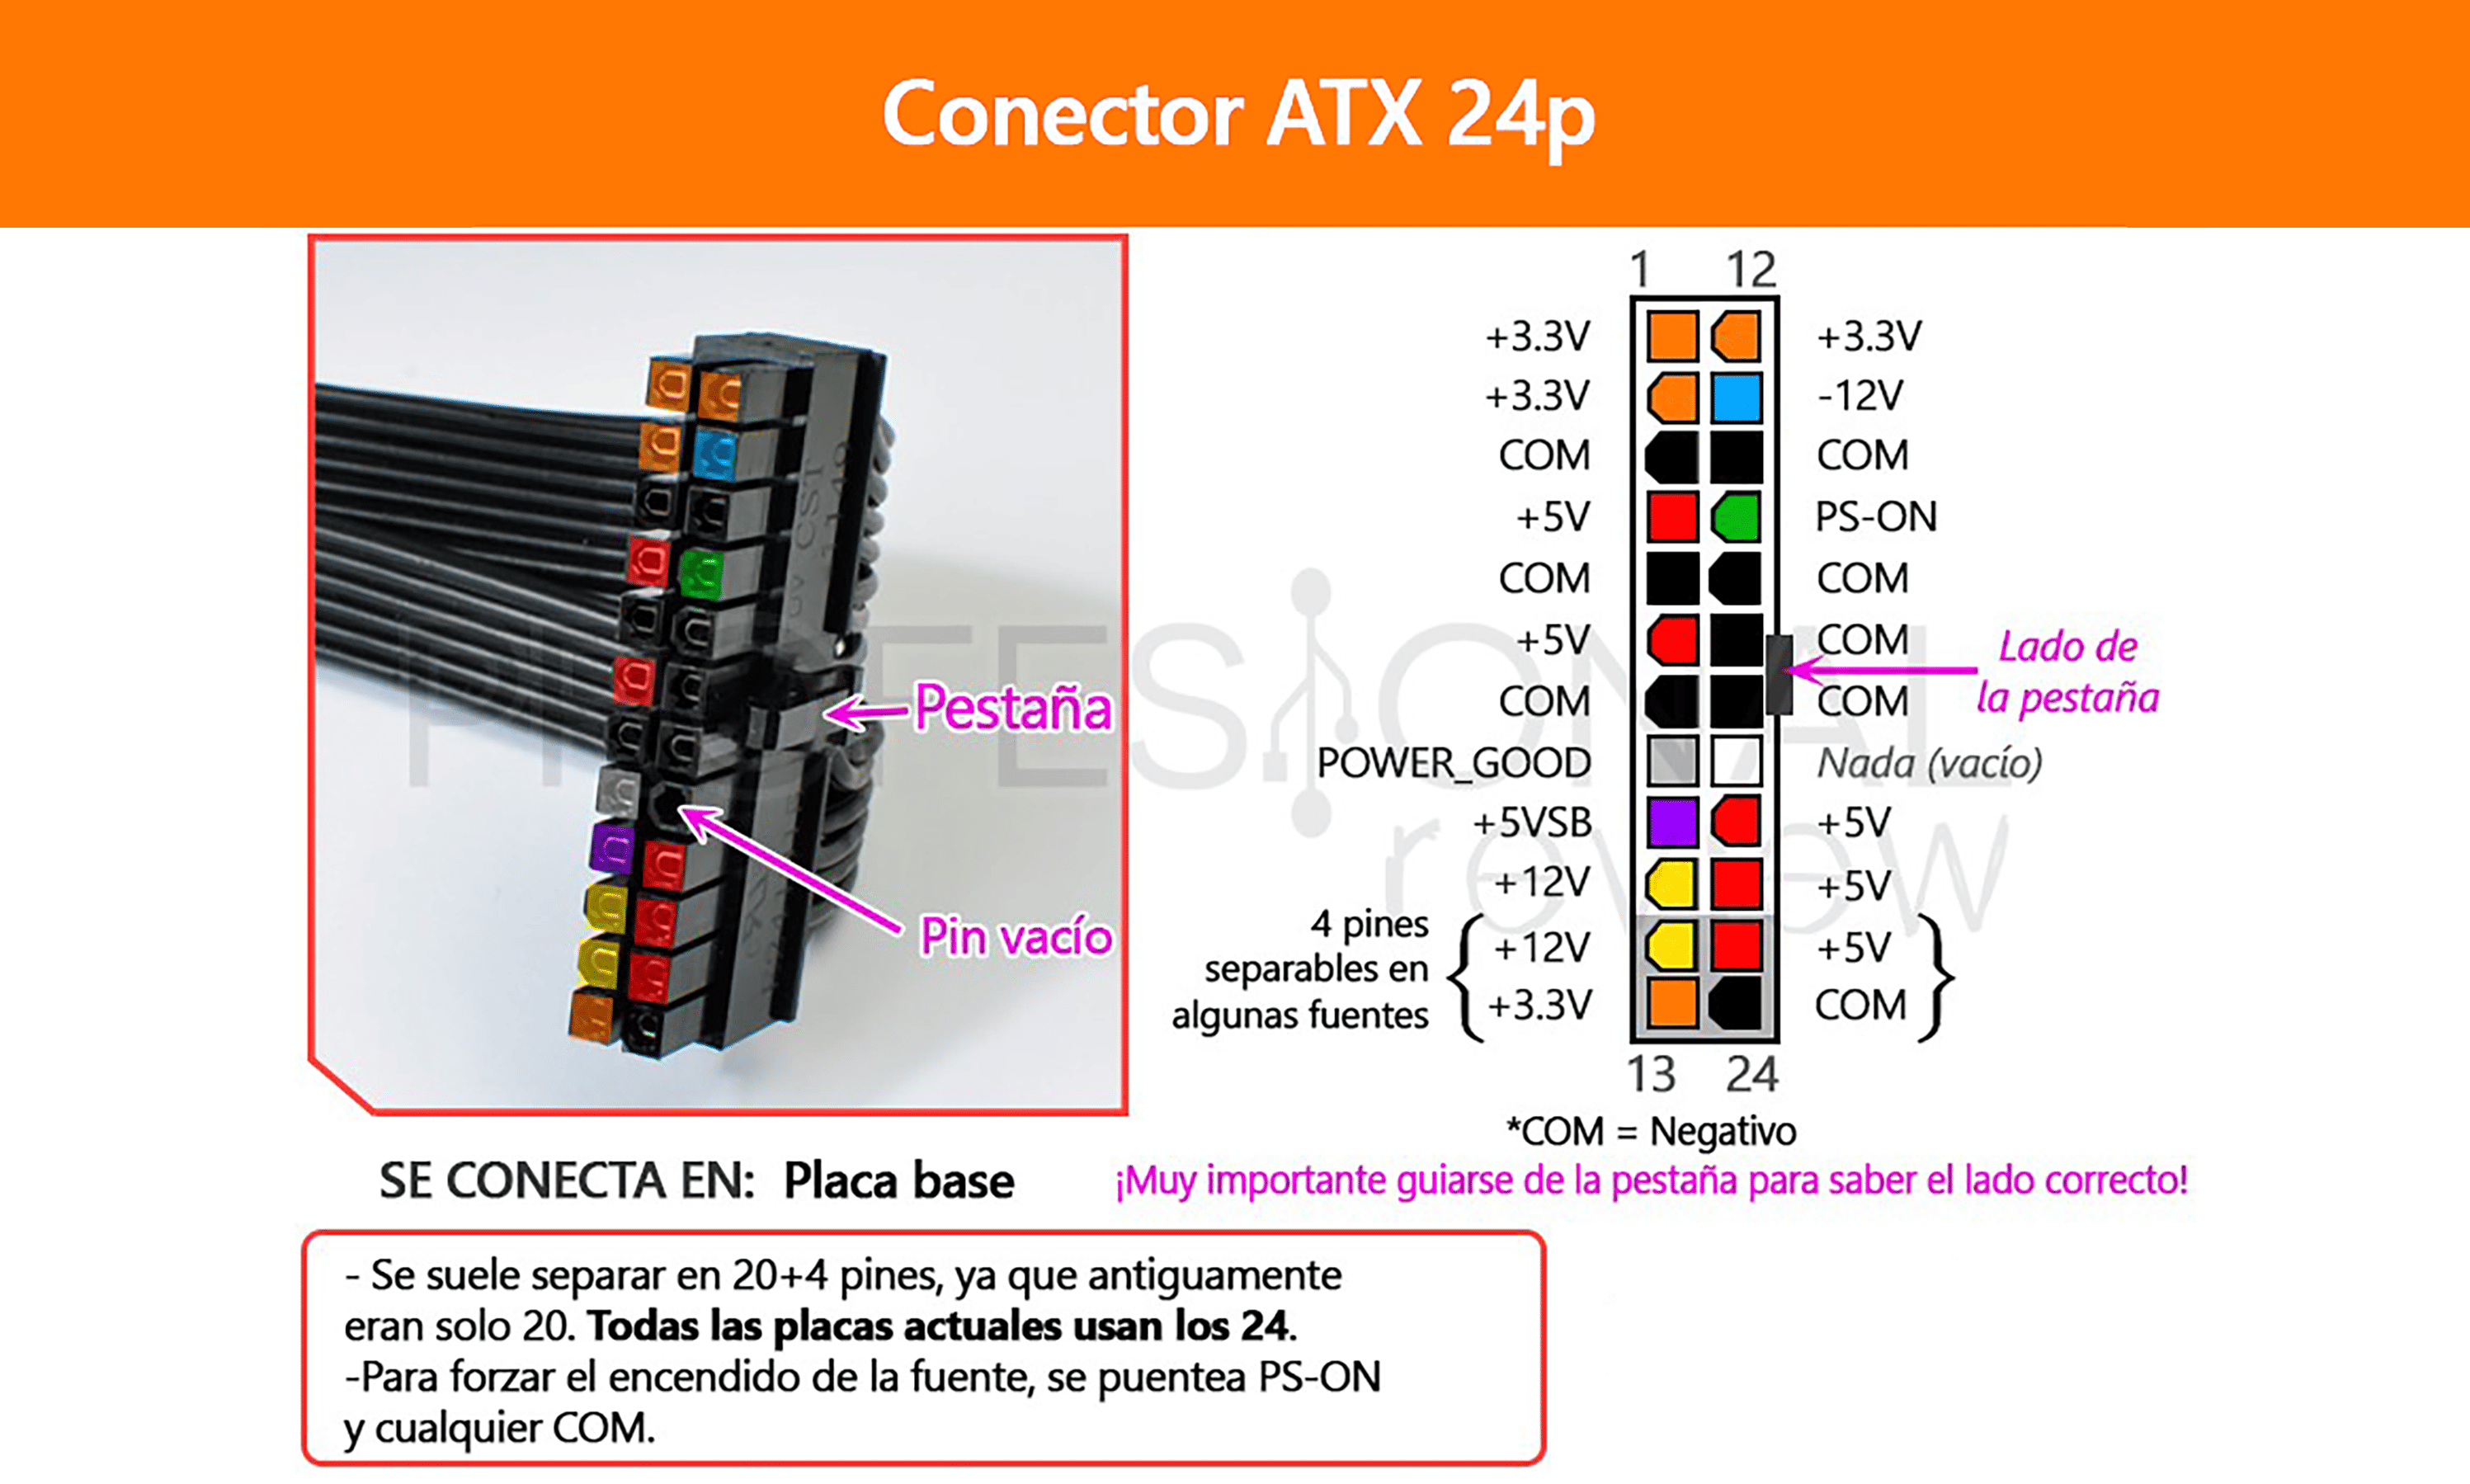 Conector ATX 24p
Pestaña
Pin vacío
1 12
+3.3V +3.3V
+3.3V -12V
COM COM
+5V PS-ON
COM COM
+5V COM
COM COM
POWER_GOOD Nada (vacío)
+5VSB +5V
+12V +5V
+12V +5V
+3.3V COM
13 24
Lado de
la pestaña
4 pines
separables en
algunas fuentes
*COM = Negativo
¡Muy importante guiarse de la pestaña para saber el lado correcto!
SE CONECTA EN: Placa base
- Se suele separar en 20+4 pines, ya que antiguamente
eran solo 20. Todas las placas actuales usan los 24.
-Para forzar el encendido de la fuente, se puentea PS-ON
y cualquier COM.
PROFESIONAL
review